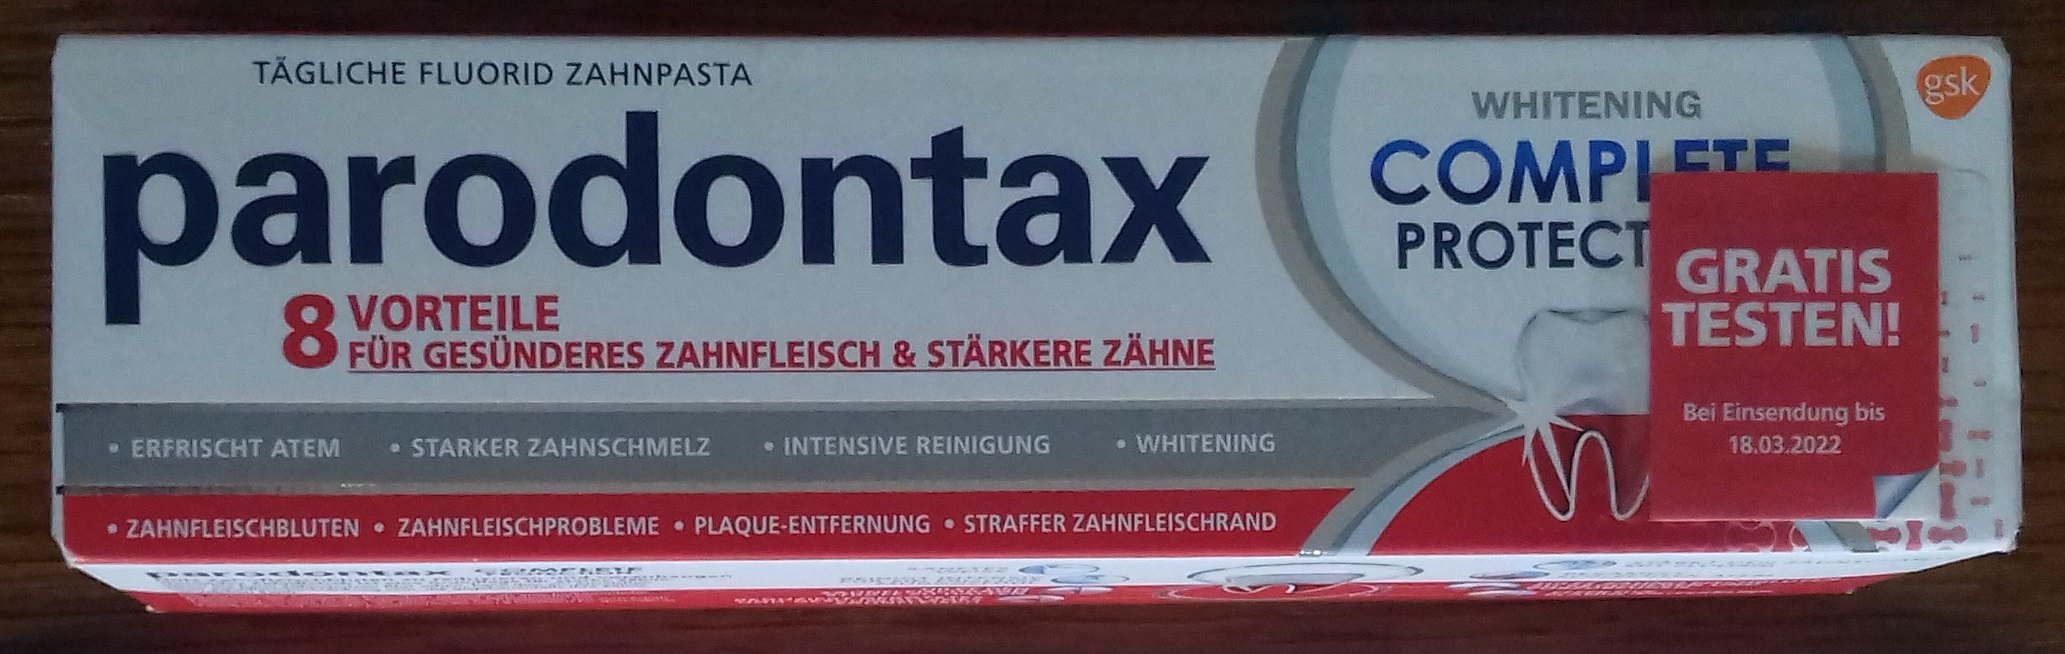 TÄGLICHE FLUORID ZAHNPASTA
parodontax
8 VORTEILE
FÜR GESÜNDERES ZAHNFLEISCH & STÄRKERE ZÄHNE
• ERFRISCHT ATEM • STARKER ZAHNSCHMELZ • INTENSIVE REINIGUNG • WHITENING
• ZAHNFLEISCHBLUTEN • ZAHNFLEISCHPROBLEME • PLAQUE-ENTFERNUNG • STRAFFER ZAHNFLEISCHRAND
WHITENING
COMPLETE
PROTECT
gsk
GRATIS
TESTEN!
Bei Einsendung bis
18.03.2022
parodontax COMPLETE